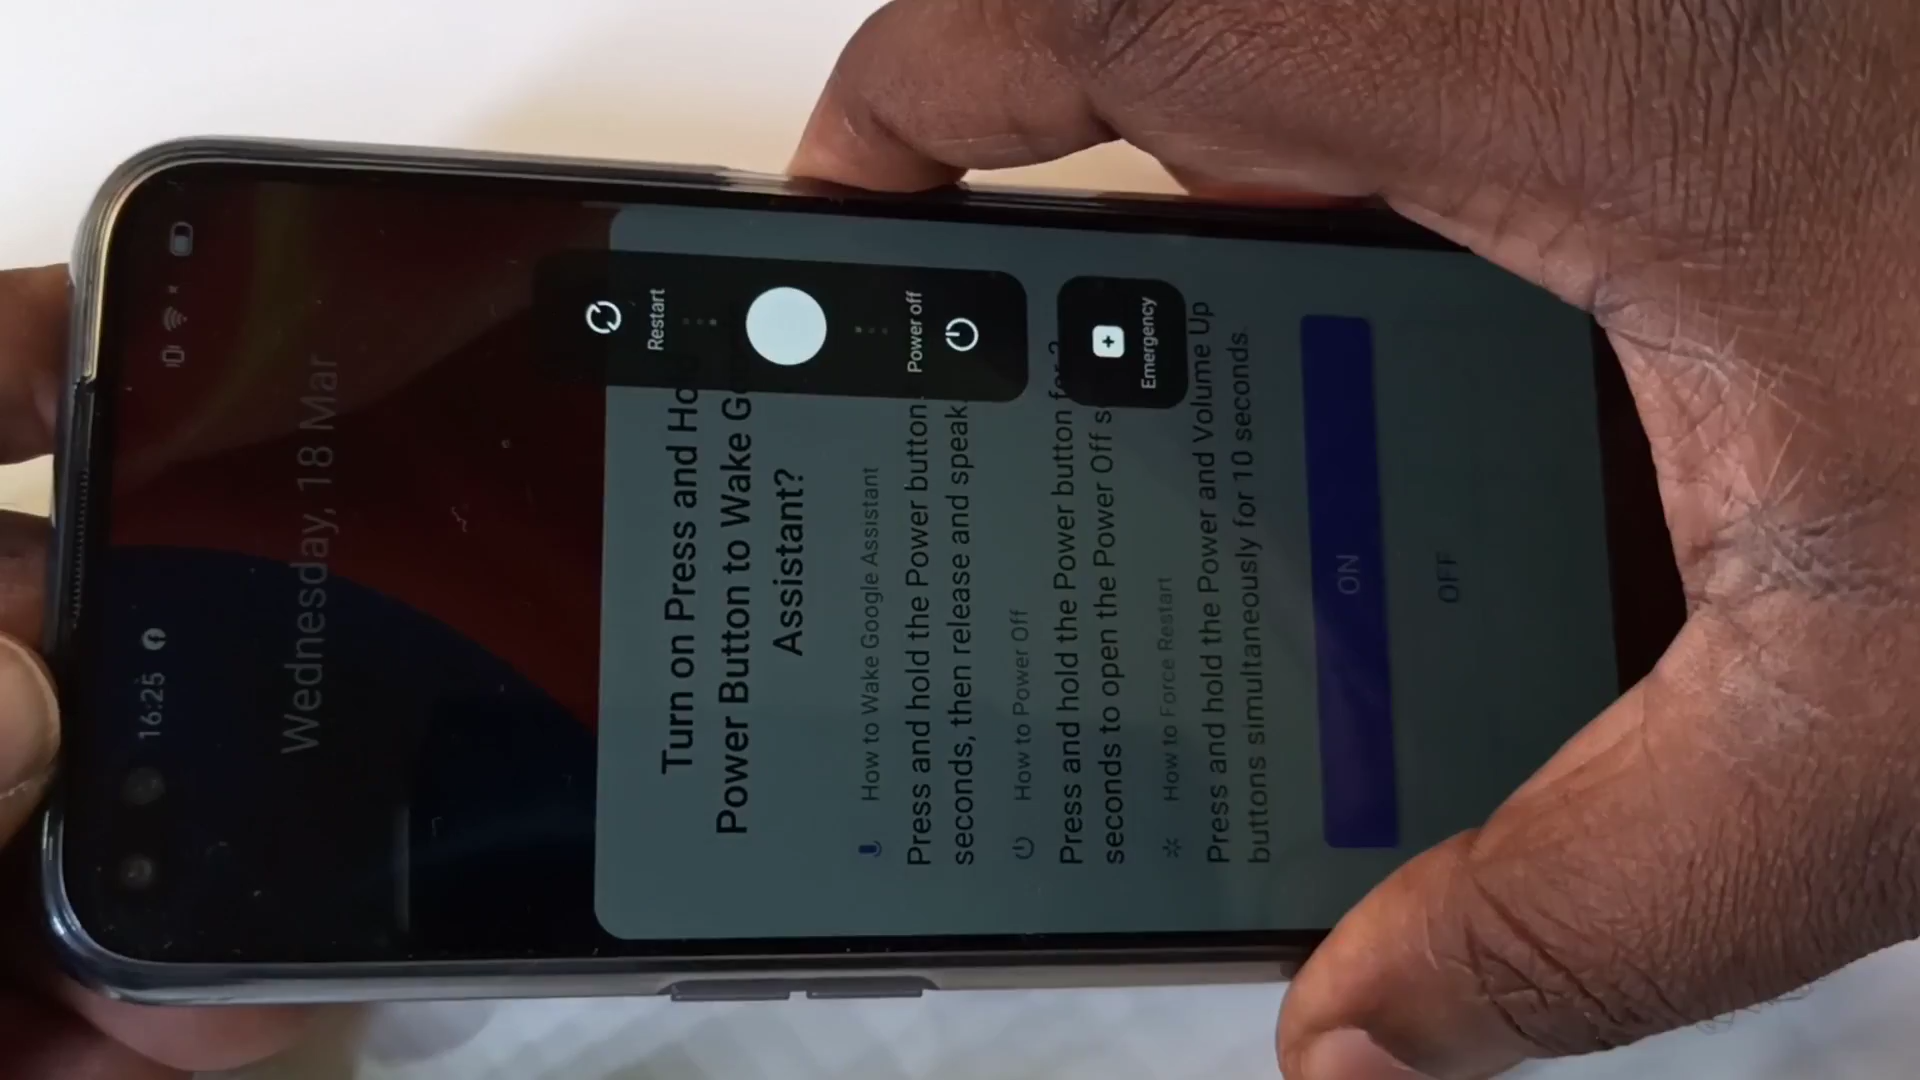 16:25
Wednesday, 18 Mar
Restart
Power off
Emergency
Turn on Press and
Power Button to Wake
Assistant?
How to Wake Google Assistant
Press and hold the Power button
seconds, then release and speak.
How to Power Off
Press and hold the Power button for
seconds to open the Power Off
How to Force Restart
Press and hold the Power and Volume Up
buttons simultaneously for 10 seconds.
ON
OFF